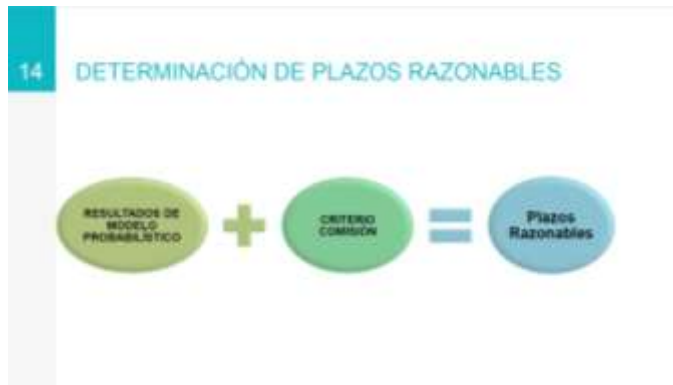 14
DETERMINACIÓN DE PLAZOS RAZONABLES
RESULTADOS DE
MODELO
PROBABILÍSTICO
CRITERIO
COMISIÓN
Plazos
Razonables